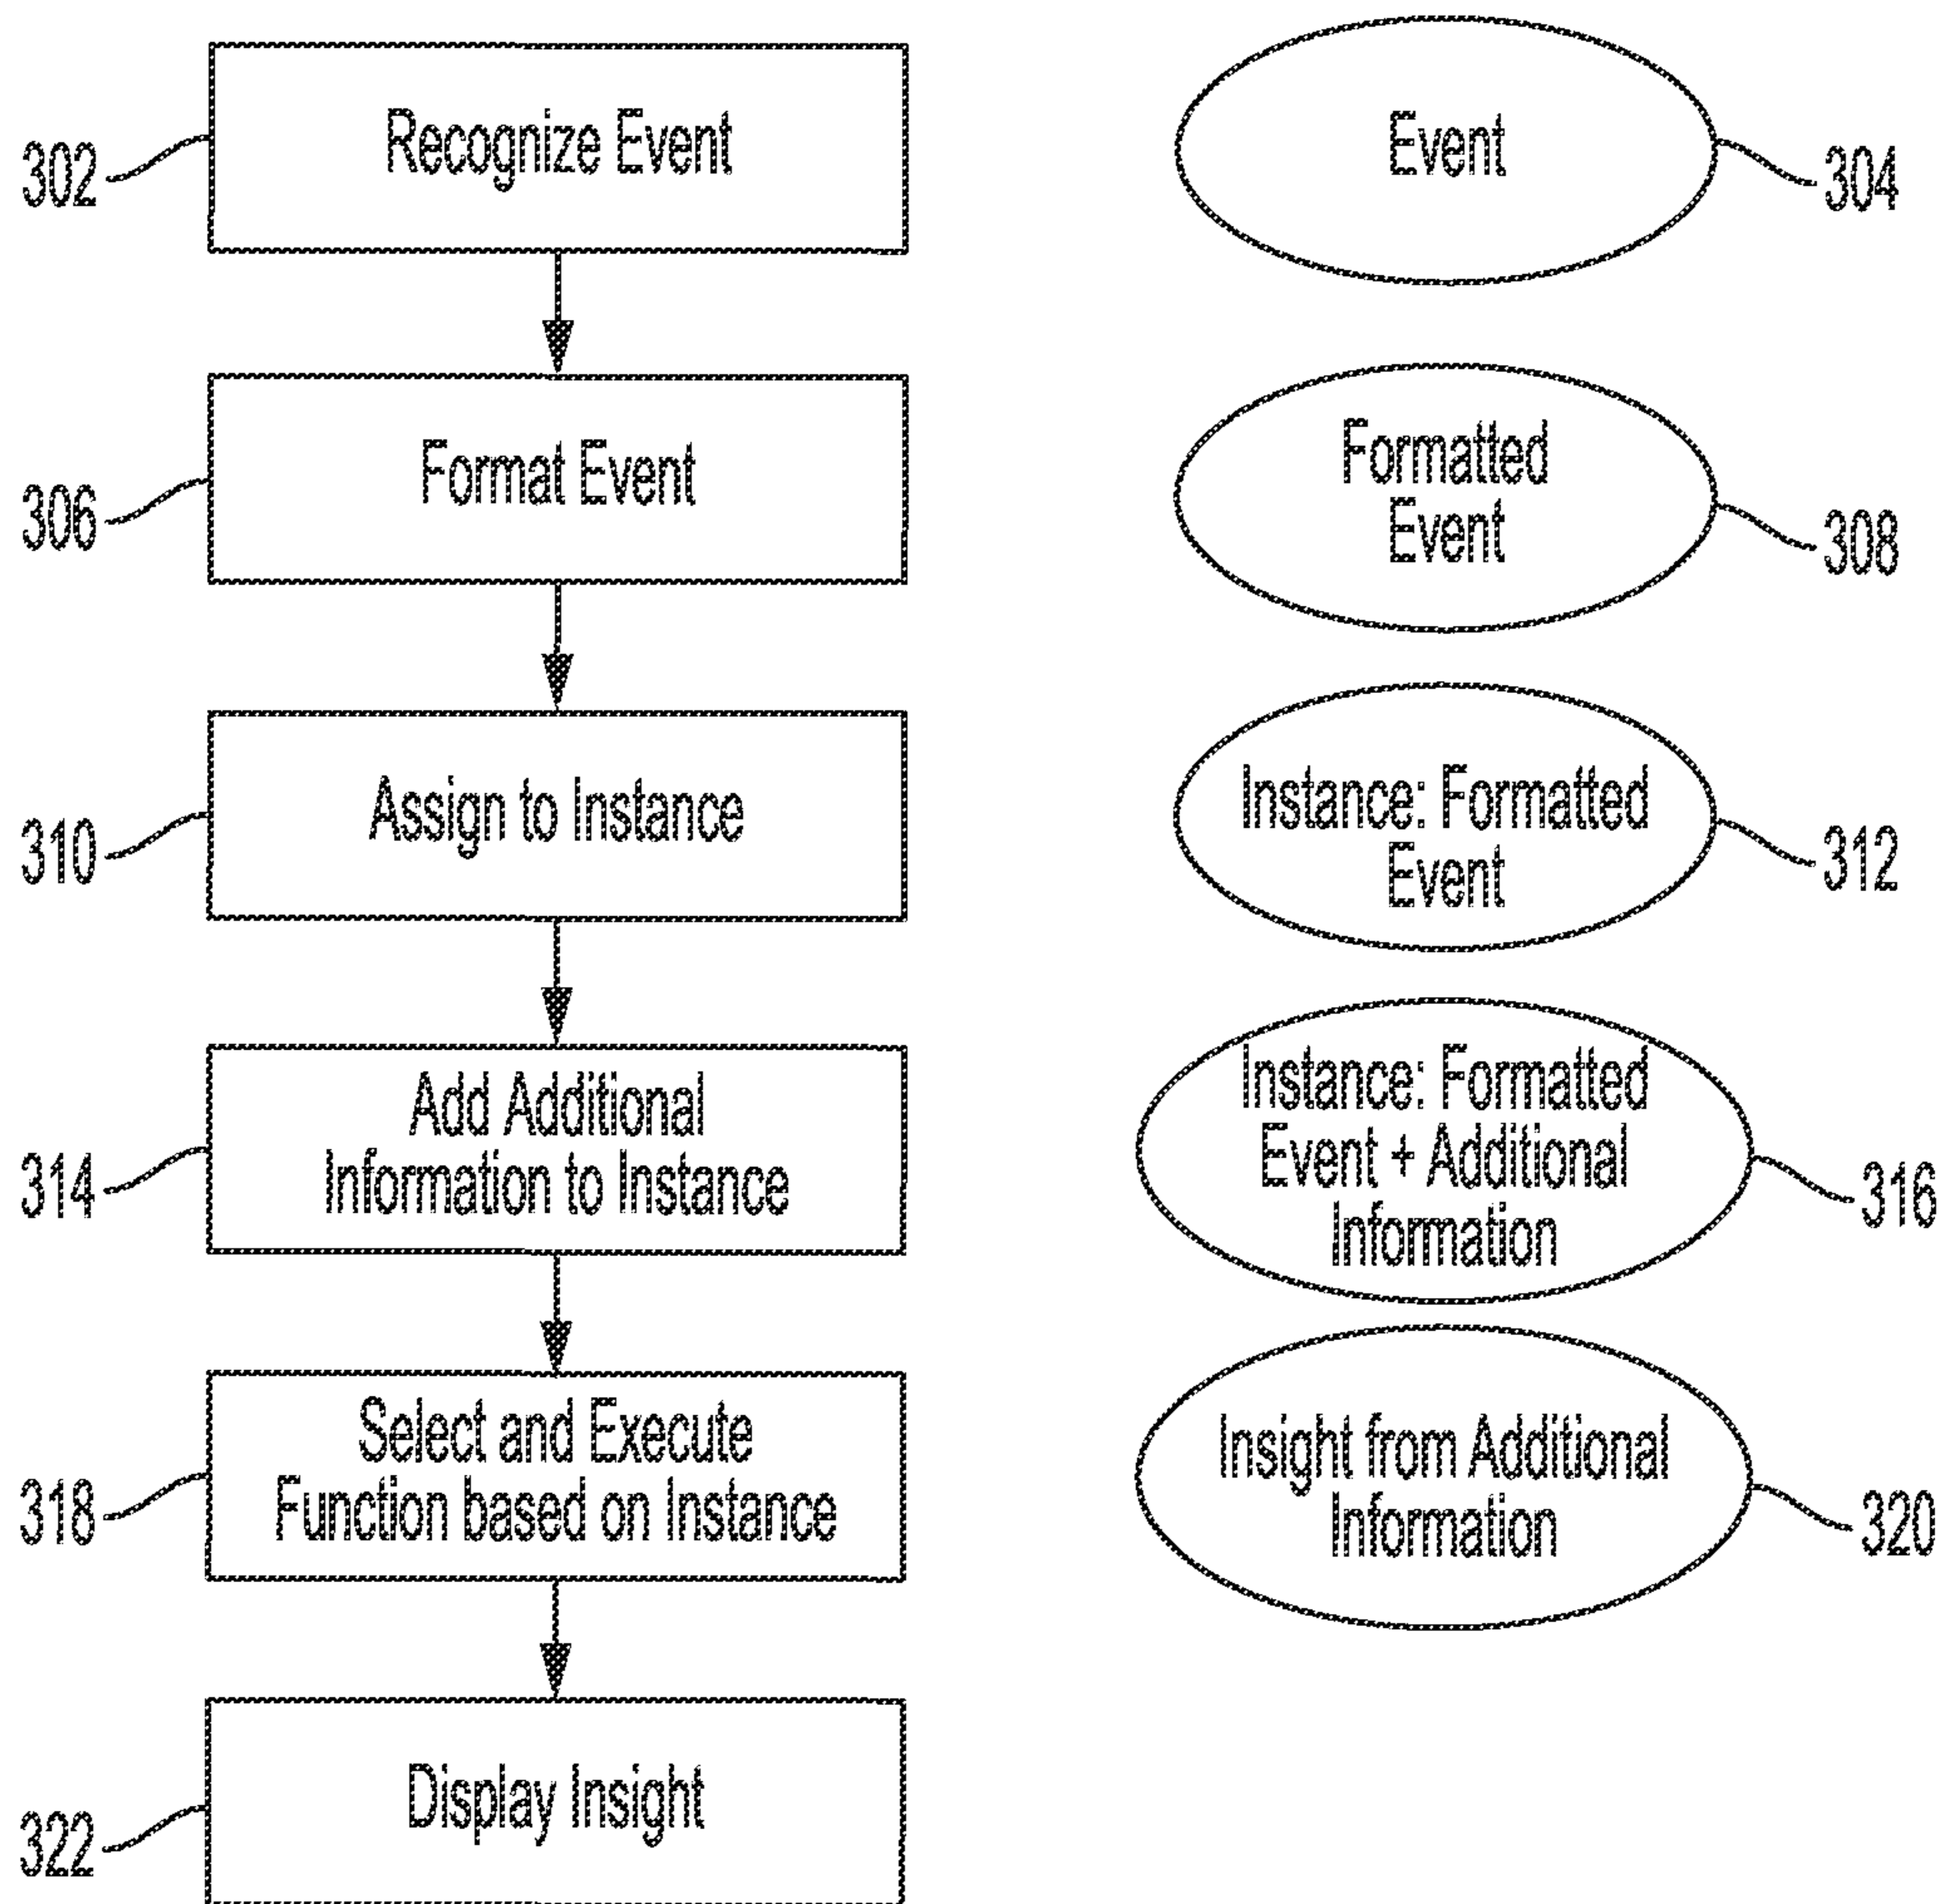 302
Recognize Event
Event
304
306
Format Event
Formatted
Event
308
310
Assign to Instance
Instance: Formatted
Event
312
314
Add Additional
Information to Instance
Instance: Formatted
Event + Additional
Information
316
318
Select and Execute
Function based on Instance
Insight from Additional
Information
320
322
Display Insight